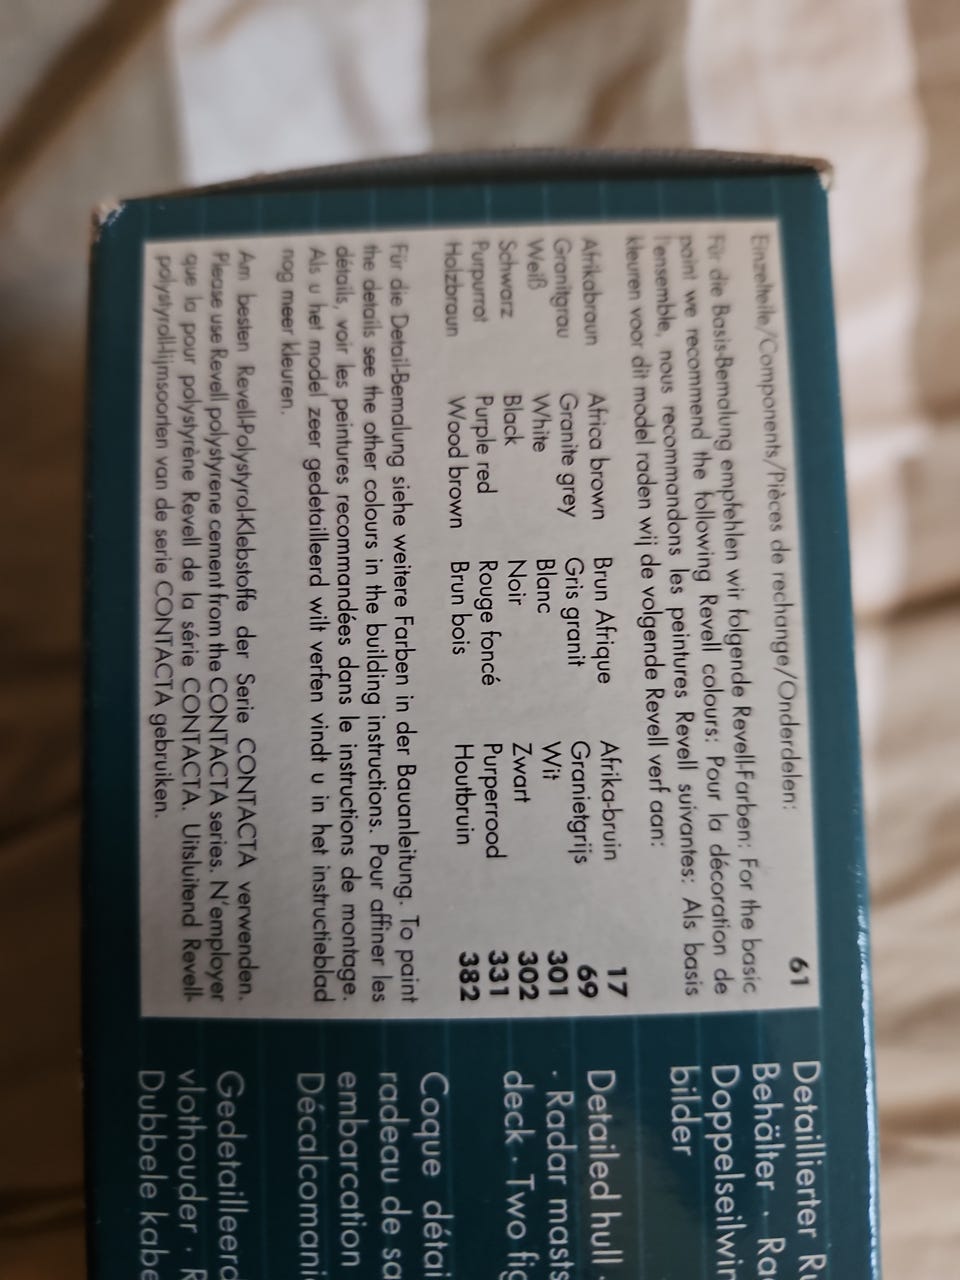 Einzelteile/Components/Pièces de rechange/Onderdelen: 61
Für die Basis-Bemalung empfehlen wir folgende Revell-Farben: For the basic
paint we recommend the following Revell colours: Pour la décoration de
l'ensemble, nous recommandons les peintures Revell suivantes: Als basis
kleuren voor dit model raden wij de volgende Revell verf aan:
Afrikabraun Africa brown Brun Afrique Afrika-bruin 17
Granitgrau Granite grey Gris granit Granietgrijs 69
Weiß White Blanc Wit 301
Schwarz Black Noir Zwart 302
Purpurrot Purple red Rouge foncé Purperrood 331
Holzbraun Wood brown Brun bois Houtbruin 382
Für die Detail-Bemalung siehe weitere Farben in der Bauanleitung. To paint
the details see the other colours in the building instructions. Pour affiner les
détails, voir les peintures recommandées dans le instructions de montage.
Als u het model zeer gedetailleerd wilt verfen vindt u in het instructieblad
nog meer kleuren.
Am besten Revell-Polystyrol-Klebstoffe der Serie CONTACTA verwenden.
Please use Revell polystyrene cement from the CONTACTA series. N'employer
que la pour polystyrène Revell de la série CONTACTA. Uitsluitend Revell-
polystyroll-lijmsoorten van de serie CONTACTA gebruiken.
Detaillierter
Behälter ·
Doppelseilwin
bilder
Detailed hull ·
· Radar masts
deck · Two
Coque détai
radeau de
embarcation
Décalcomani
Gedetailleerd
vlothouder ·
Dubbele kabe